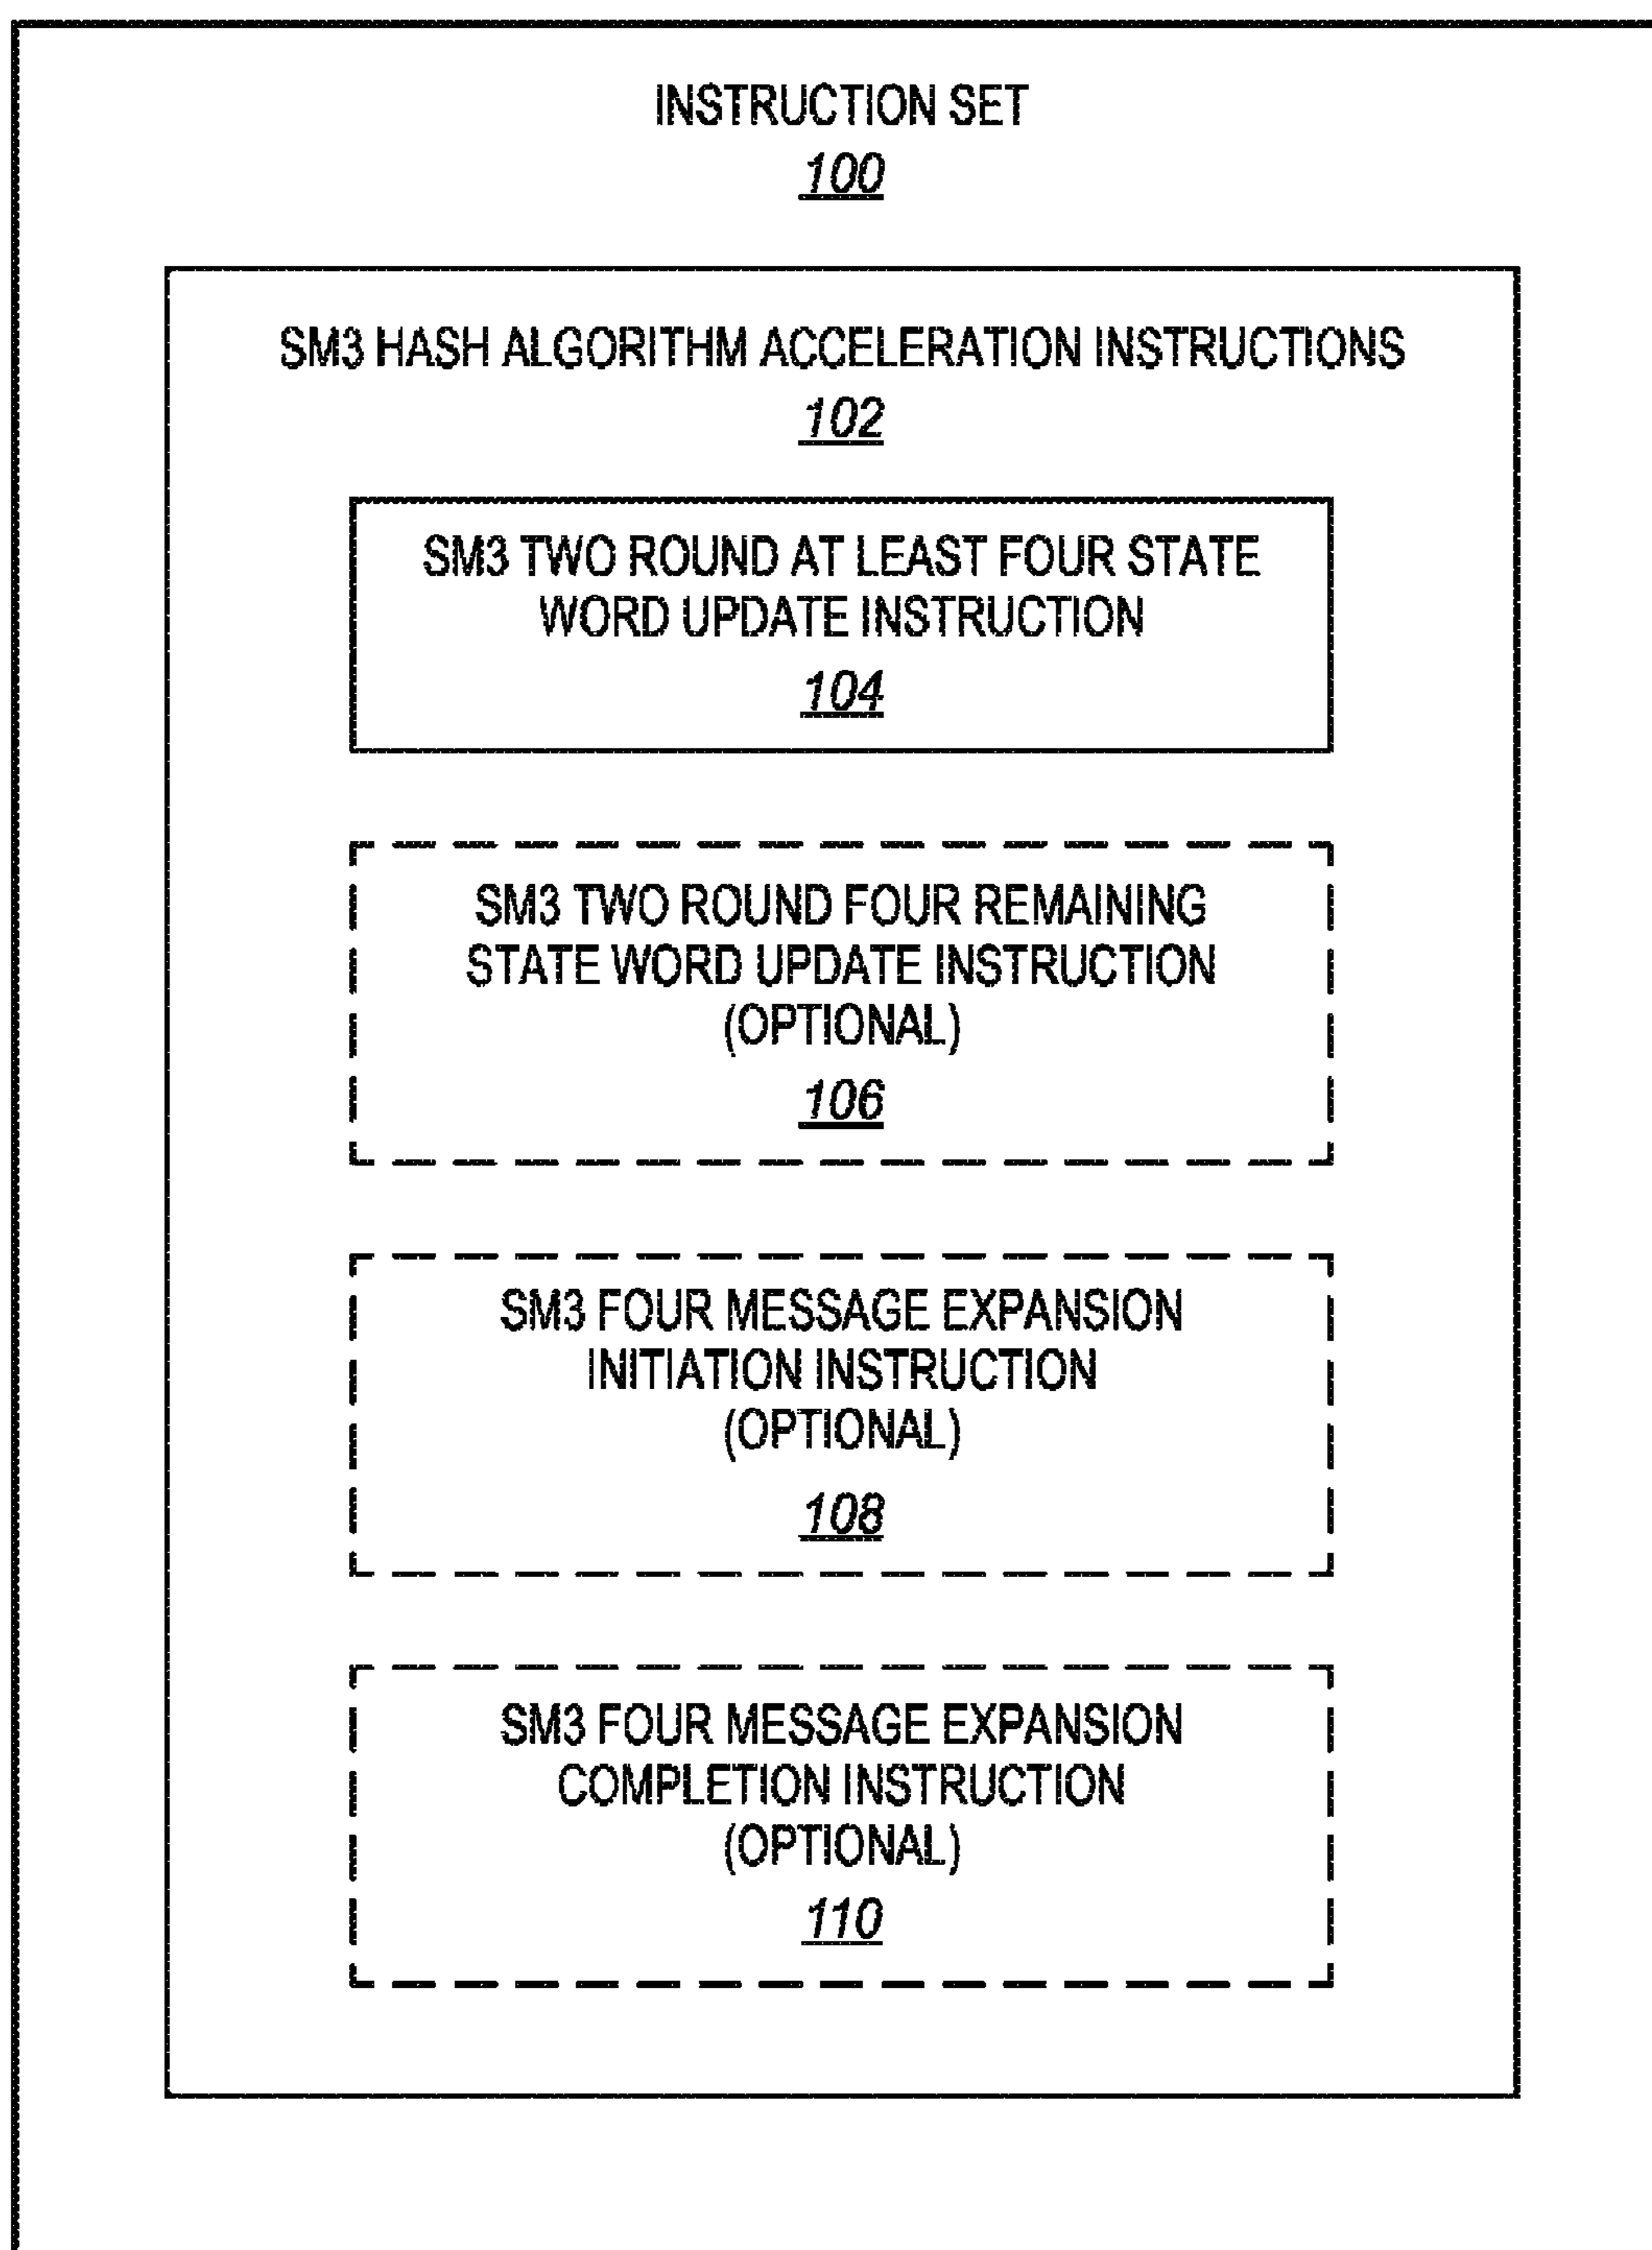 INSTRUCTION SET
100
SM3 HASH ALGORITHM ACCELERATION INSTRUCTIONS
102
SM3 TWO ROUND AT LEAST FOUR STATE
WORD UPDATE INSTRUCTION
104
SM3 TWO ROUND FOUR REMAINING
STATE WORD UPDATE INSTRUCTION
(OPTIONAL)
106
SM3 FOUR MESSAGE EXPANSION
INITIATION INSTRUCTION
(OPTIONAL)
108
SM3 FOUR MESSAGE EXPANSION
COMPLETION INSTRUCTION
(OPTIONAL)
110